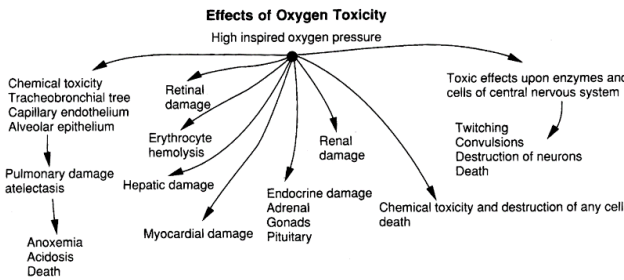 Effects of Oxygen Toxicity
High inspired oxygen pressure
Chemical toxicity
Tracheobronchial tree
Capillary endothelium
Alveolar epithelium
Pulmonary damage
atelectasis
Anoxemia
Acidosis
Death
Retinal
damage
Erythrocyte
hemolysis
Hepatic damage
Myocardial damage
Endocrine damage
Adrenal
Gonads
Pituitary
Renal
damage
Chemical toxicity and destruction of any cell
death
Toxic effects upon enzymes and
cells of central nervous system
Twitching
Convulsions
Destruction of neurons
Death